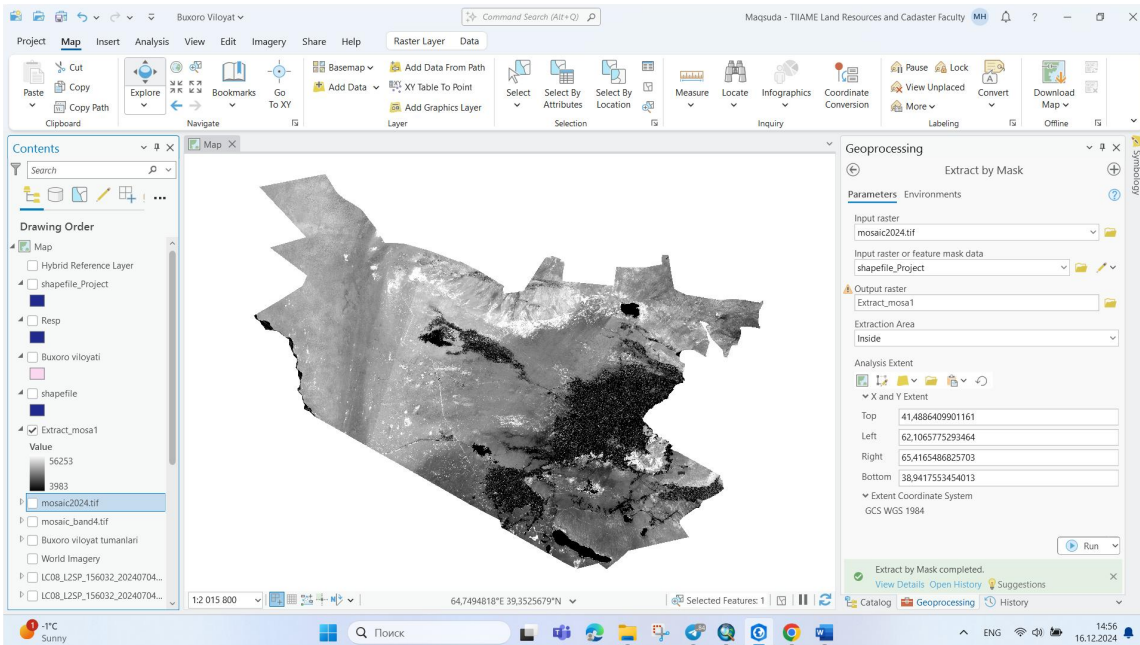 Buxoro Viloyat
Command Search (Alt+Q)
Maqsuda - TIIAME Land Resources and Cadaster Faculty
MH
?
Project Map Insert Analysis View Edit Imagery Share Help Raster Layer Data
Paste
Cut
Copy
Copy Path
Clipboard
Explore
Bookmarks
Go
To XY
Navigate
Basemap
Add Data
Add Data From Path
XY Table To Point
Add Graphics Layer
Layer
Select
Select By
Attributes
Select By
Location
Selection
Measure
Locate
Infographics
Coordinate
Conversion
Inquiry
Pause Lock
View Unplaced
More
Convert
Labeling
Download
Map
Offline
Contents
Search
Drawing Order
Map
Hybrid Reference Layer
shapefile_Project
Resp
Buxoro viloyati
shapefile
Extract_mosa1
Value
56253
3983
mosaic2024.tif
mosaic_band4.tif
Buxoro viloyat tumanlari
World Imagery
LC08_L2SP_156032_20240704...
LC08_L2SP_156032_20240704...
Map
1:2 015 800
64,7494818°E 39,3525679°N
Selected Features: 1
Geoprocessing
Extract by Mask
Parameters Environments
Input raster
mosaic2024.tif
Input raster or feature mask data
shapefile_Project
Output raster
Extract_mosa1
Extraction Area
Inside
Analysis Extent
X and Y Extent
Top 41,4886409901161
Left 62,1065775293464
Right 65,4165486825703
Bottom 38,9417553454013
Extent Coordinate System
GCS WGS 1984
Run
Extract by Mask completed.
View Details Open History Suggestions
Catalog Geoprocessing History
Symbology
1
-1°C
Sunny
Поиск
ENG
14:56
16.12.2024